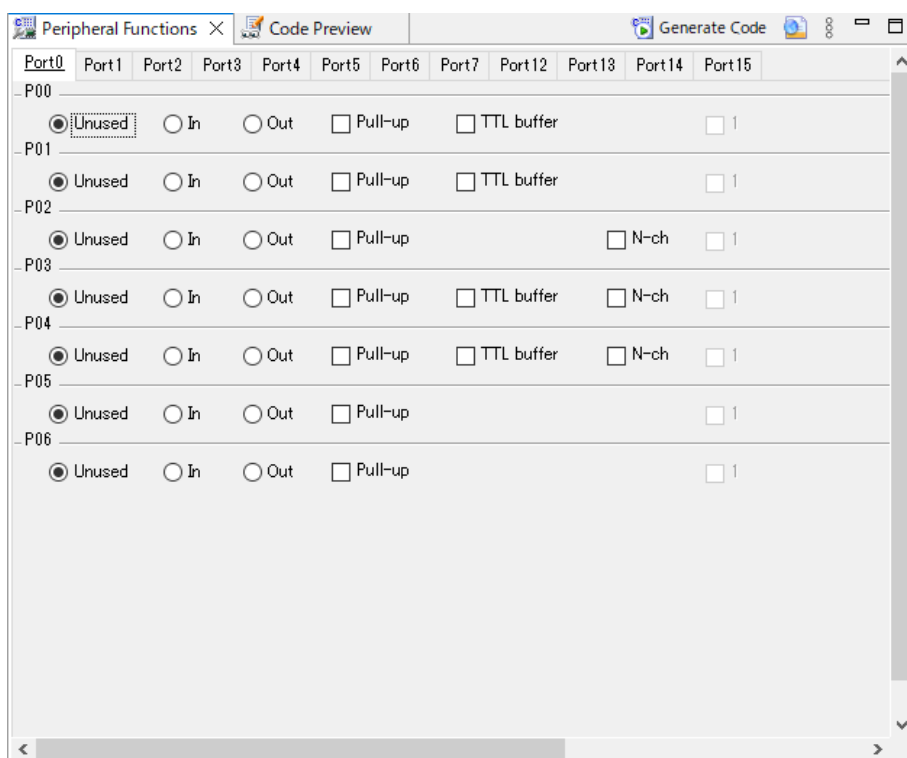 Peripheral Functions Code Preview Generate Code
Port0 Port1 Port2 Port3 Port4 Port5 Port6 Port7 Port12 Port13 Port14 Port15
P00
Unused In Out Pull-up TTL buffer 1
P01
Unused In Out Pull-up TTL buffer 1
P02
Unused In Out Pull-up N-ch 1
P03
Unused In Out Pull-up TTL buffer N-ch 1
P04
Unused In Out Pull-up TTL buffer N-ch 1
P05
Unused In Out Pull-up 1
P06
Unused In Out Pull-up 1